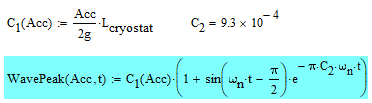 C₁(Acc) := Acc/2g · L_cryostat    C₂ = 9.3 × 10⁻⁴
WavePeak(Acc, t) := C₁(Acc) · (1 + sin(ωₙ · t − π/2) · e^(−π · C₂ · ωₙ · t))